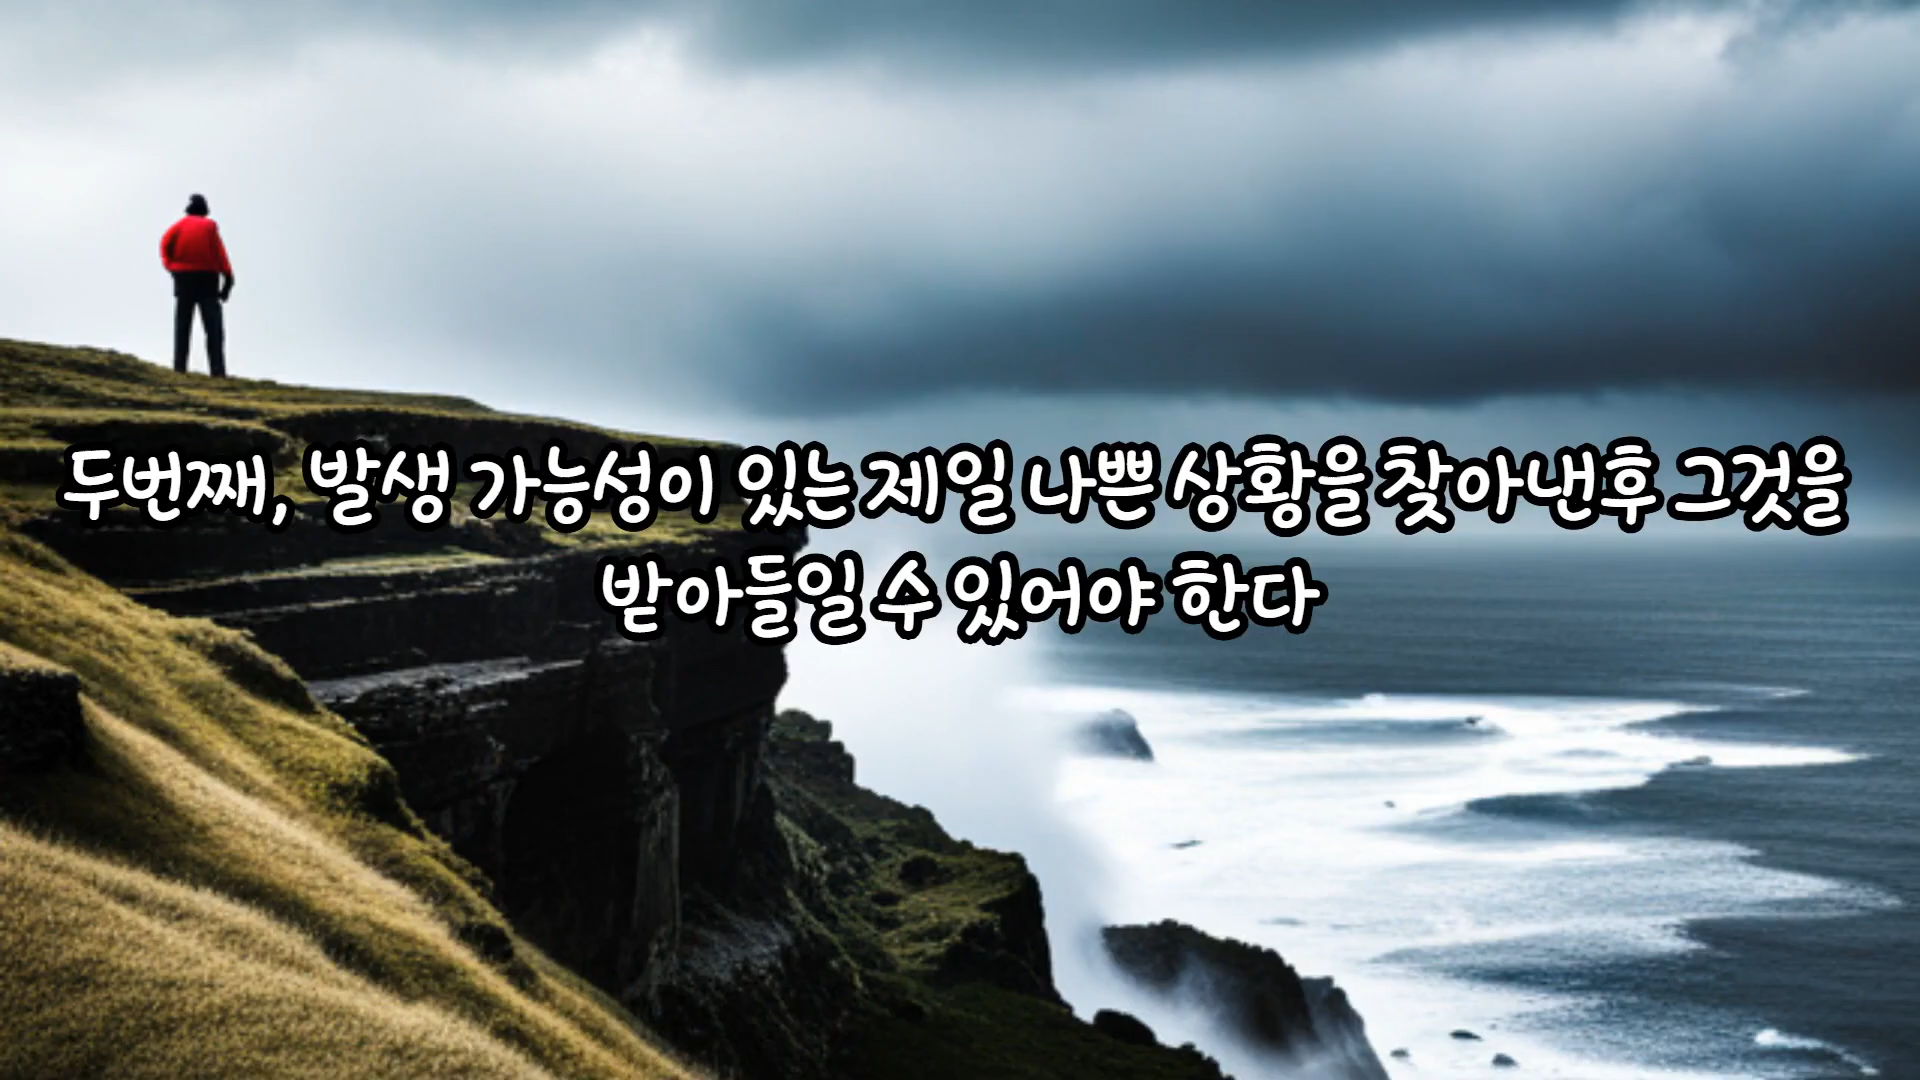 두번째, 발생 가능성이 있는 제일 나쁜 상황을 찾아낸후 그것을
받아들일 수 있어야 한다